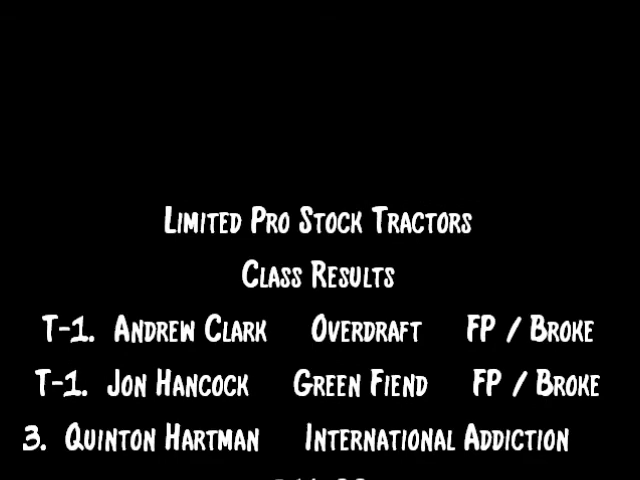 Limited Pro Stock Tractors
Class Results
T-1. Andrew Clark Overdraft FP / Broke
T-1. Jon Hancock Green Fiend FP / Broke
3. Quinton Hartman International Addiction